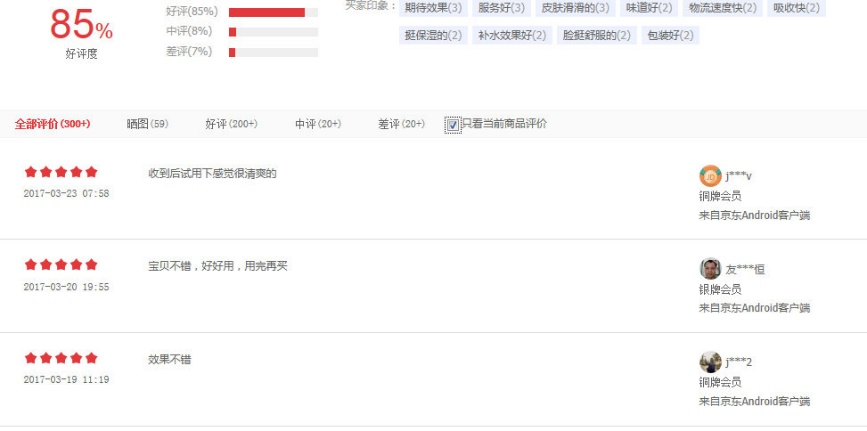 85%
好评度
好评(85%)
中评(8%)
差评(7%)
买家印象：
期待效果(3) 服务好(3) 皮肤滑滑的(3) 味道好(2) 物流速度快(2) 吸收快(2)
挺保湿的(2) 补水效果好(2) 脸挺舒服的(2) 包装好(2)
全部评价(300+) 晒图(59) 好评(200+) 中评(20+) 差评(20+) 只看当前商品评价
收到后试用下感觉很清爽的
2017-03-23 07:58
j***v
铜牌会员
来自京东Android客户端
宝贝不错，好好用，用完再买
2017-03-20 19:55
友***恒
银牌会员
来自京东Android客户端
效果不错
2017-03-19 11:19
j***2
铜牌会员
来自京东Android客户端